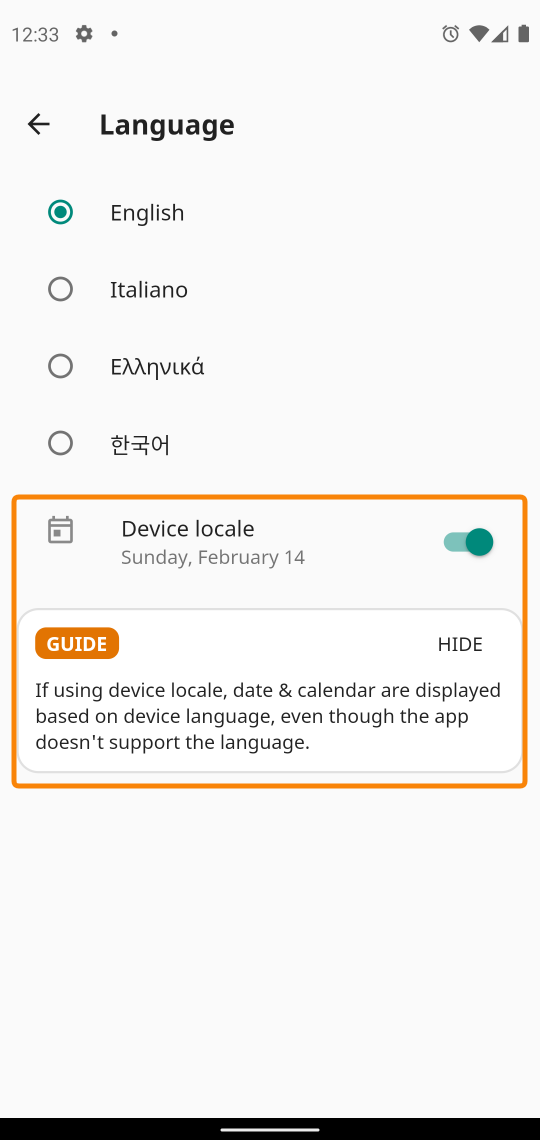 12:33
Language
English
Italiano
Ελληνικά
한국어
Device locale
Sunday, February 14
GUIDE
HIDE
If using device locale, date & calendar are displayed
based on device language, even though the app
doesn't support the language.